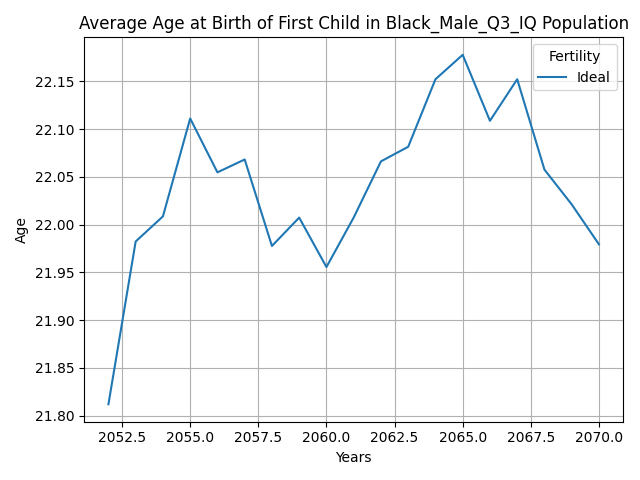 Average Age at Birth of First Child in Black_Male_Q3_IQ Population
Fertility
Ideal
22.15
22.10
22.05
22.00
21.95
21.90
21.85
21.80
Age
2052.5 2055.0 2057.5 2060.0 2062.5 2065.0 2067.5 2070.0
Years